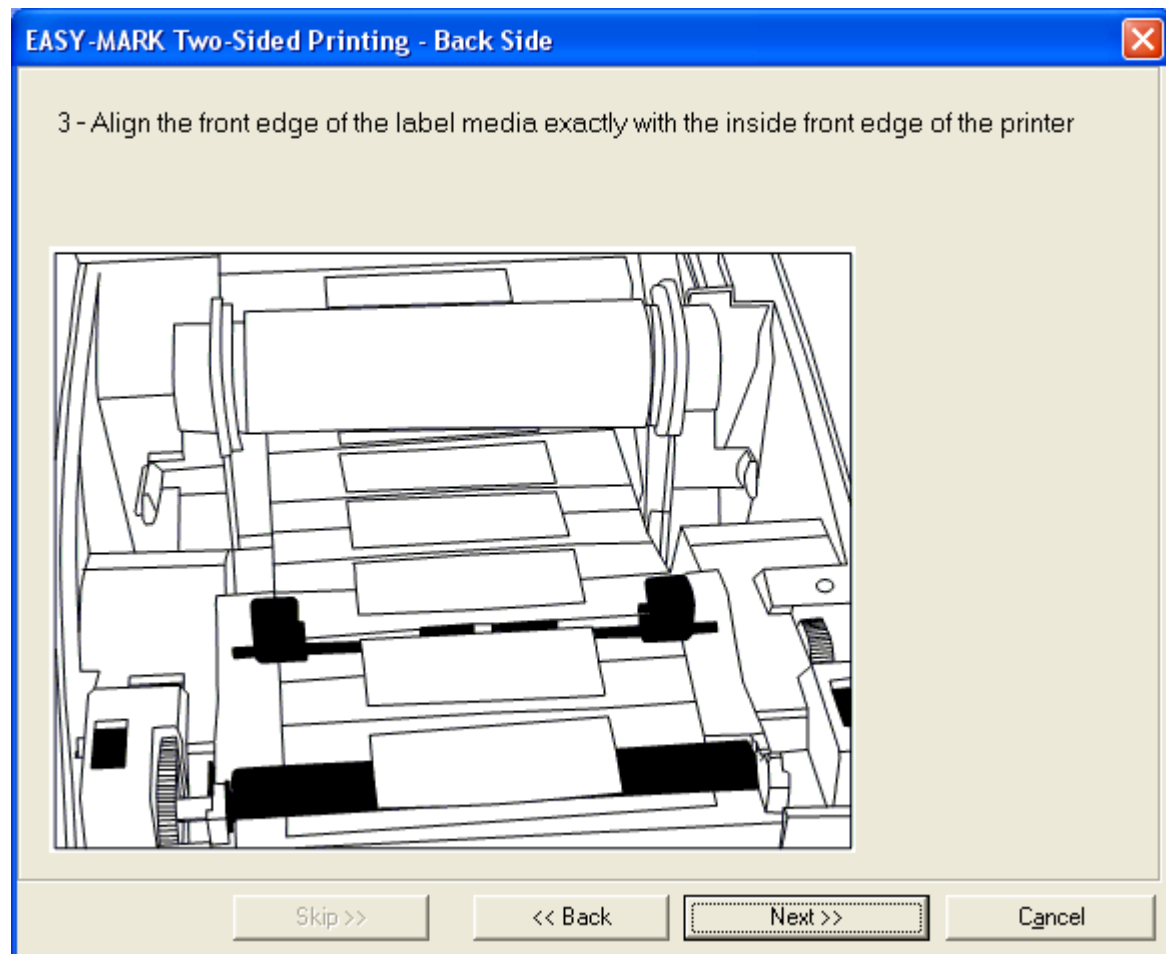 EASY-MARK Two-Sided Printing - Back Side
3 - Align the front edge of the label media exactly with the inside front edge of the printer
Skip >>
<< Back
Next >>
Cancel